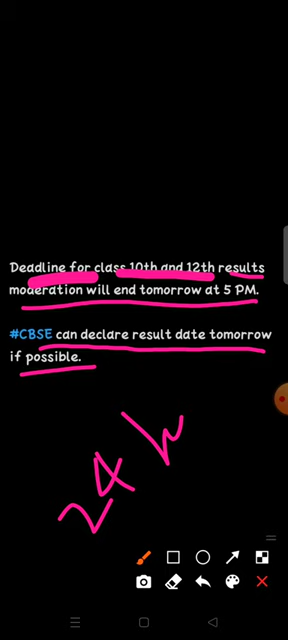 Deadline for class 10th and 12th results
moderation will end tomorrow at 5 PM.
#CBSE can declare result date tomorrow
if possible.
24 h